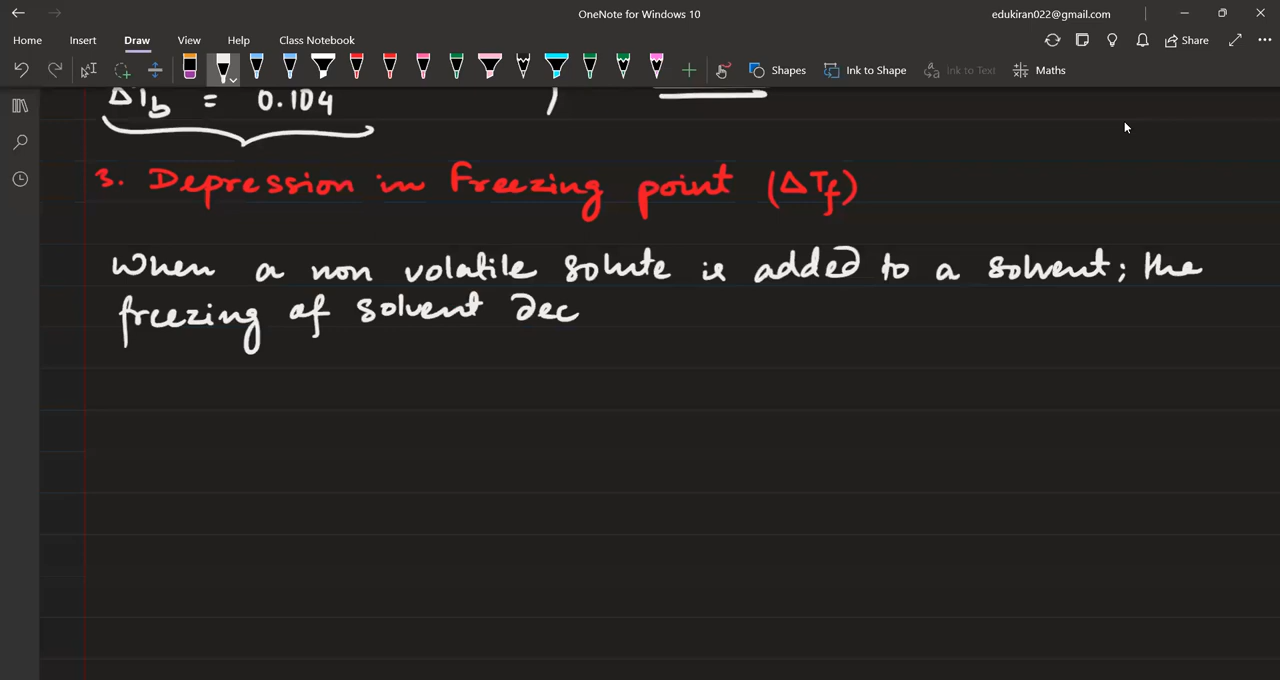 OneNote for Windows 10
edukiran022@gmail.com
Home Insert Draw View Help Class Notebook
Share
Shapes Ink to Shape Ink to Text Maths
ΔTb = 0.104
3. Depression in freezing point (ΔTf)
When a non volatile solute is added to a solvent; the
freezing of solvent dec